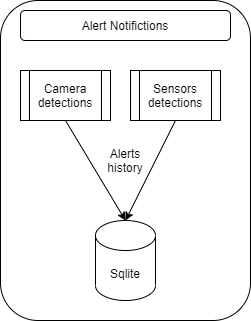 Alert Notifictions
Camera
detections
Sensors
detections
Alerts
history
Sqlite